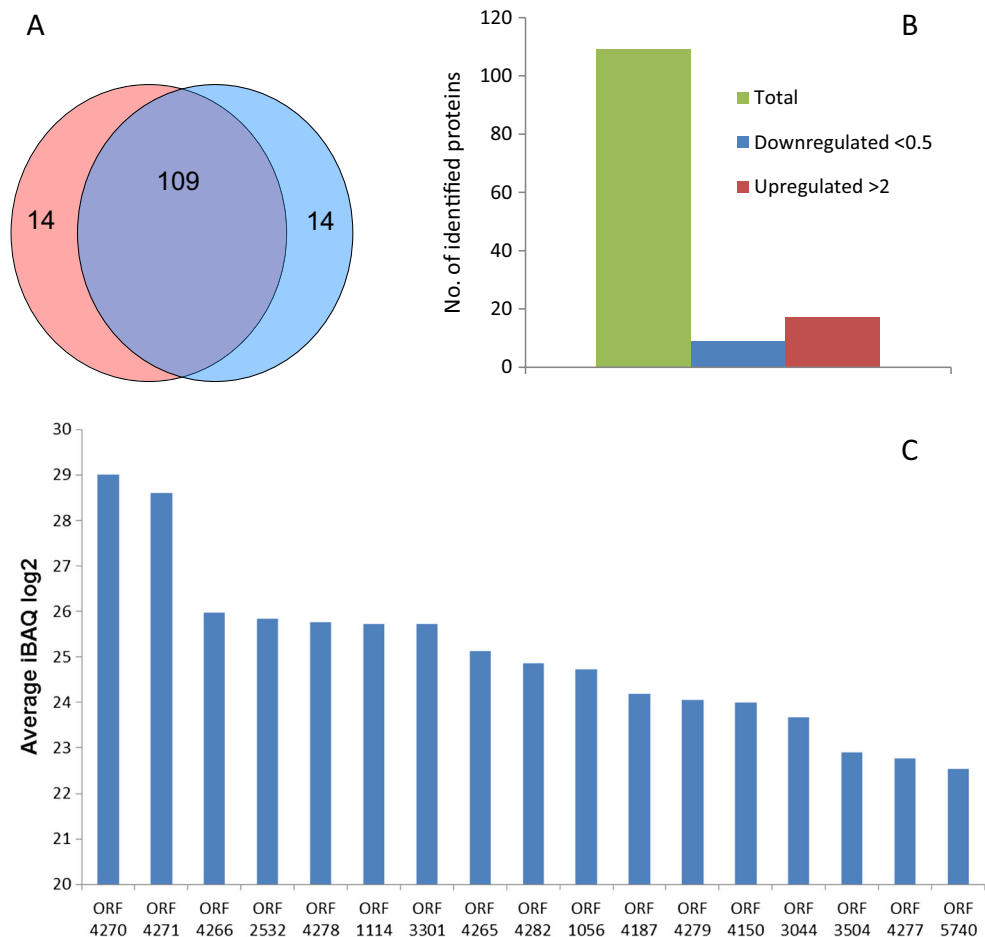 A
14
109
14
B
No. of identified proteins
120
100
80
60
40
20
0
Total
Downregulated <0.5
Upregulated >2
C
Average iBAQ log2
30
29
28
27
26
25
24
23
22
21
20
ORF ORF ORF ORF ORF ORF ORF ORF ORF ORF ORF ORF ORF ORF ORF ORF ORF
4270 4271 4266 2532 4278 1114 3301 4265 4282 1056 4187 4279 4150 3044 3504 4277 5740